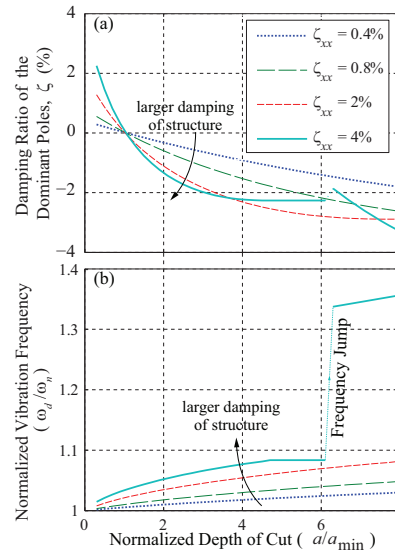 (a)
ζxx = 0.4%
ζxx = 0.8%
ζxx = 2%
ζxx = 4%
larger damping
of structure
Damping Ratio of the
Dominant Poles, ζ (%)
4
2
0
−2
−4
(b)
larger damping
of structure
Frequency Jump
Normalized Vibration Frequency
( ωd/ωn )
1.4
1.3
1.2
1.1
1
0
2
4
6
Normalized Depth of Cut ( a/amin )